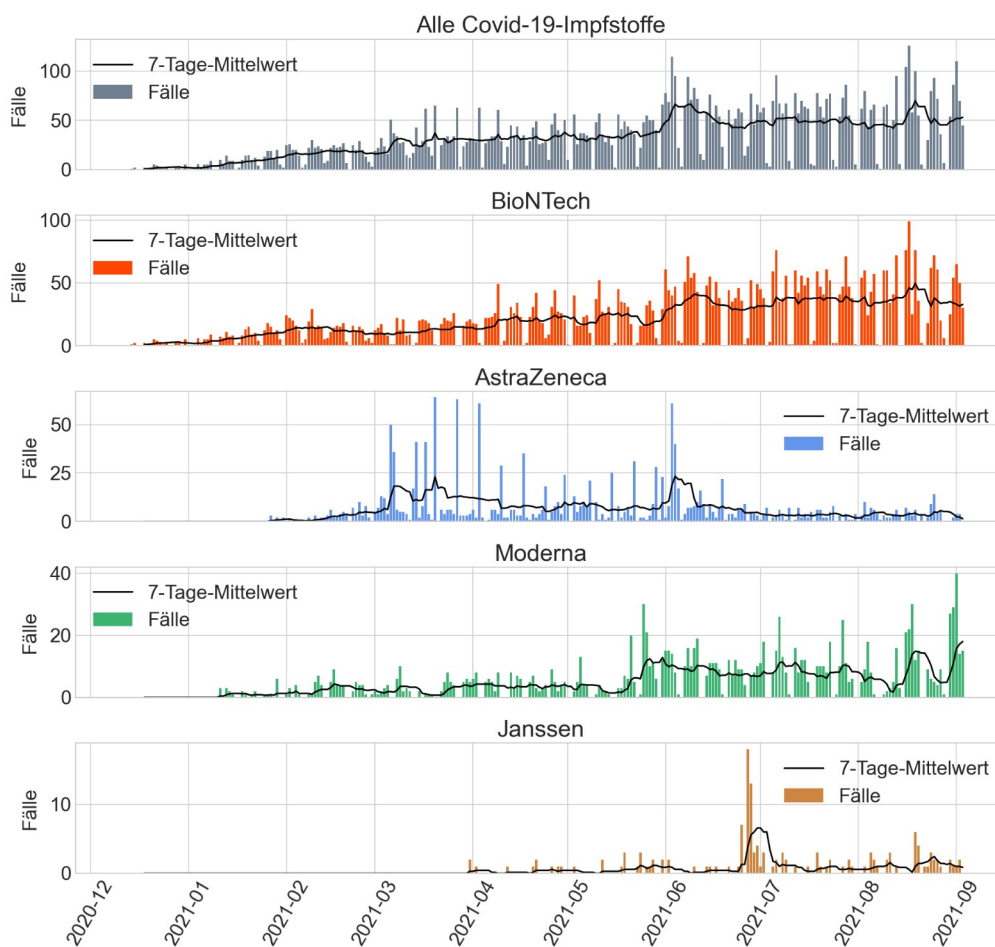 Alle Covid-19-Impfstoffe
Fälle
100
50
0
7-Tage-Mittelwert
Fälle
BioNTech
Fälle
100
50
0
7-Tage-Mittelwert
Fälle
AstraZeneca
Fälle
50
25
0
7-Tage-Mittelwert
Fälle
Moderna
Fälle
40
20
0
7-Tage-Mittelwert
Fälle
Janssen
Fälle
10
0
7-Tage-Mittelwert
Fälle
2020-12
2021-01
2021-02
2021-03
2021-04
2021-05
2021-06
2021-07
2021-08
2021-09